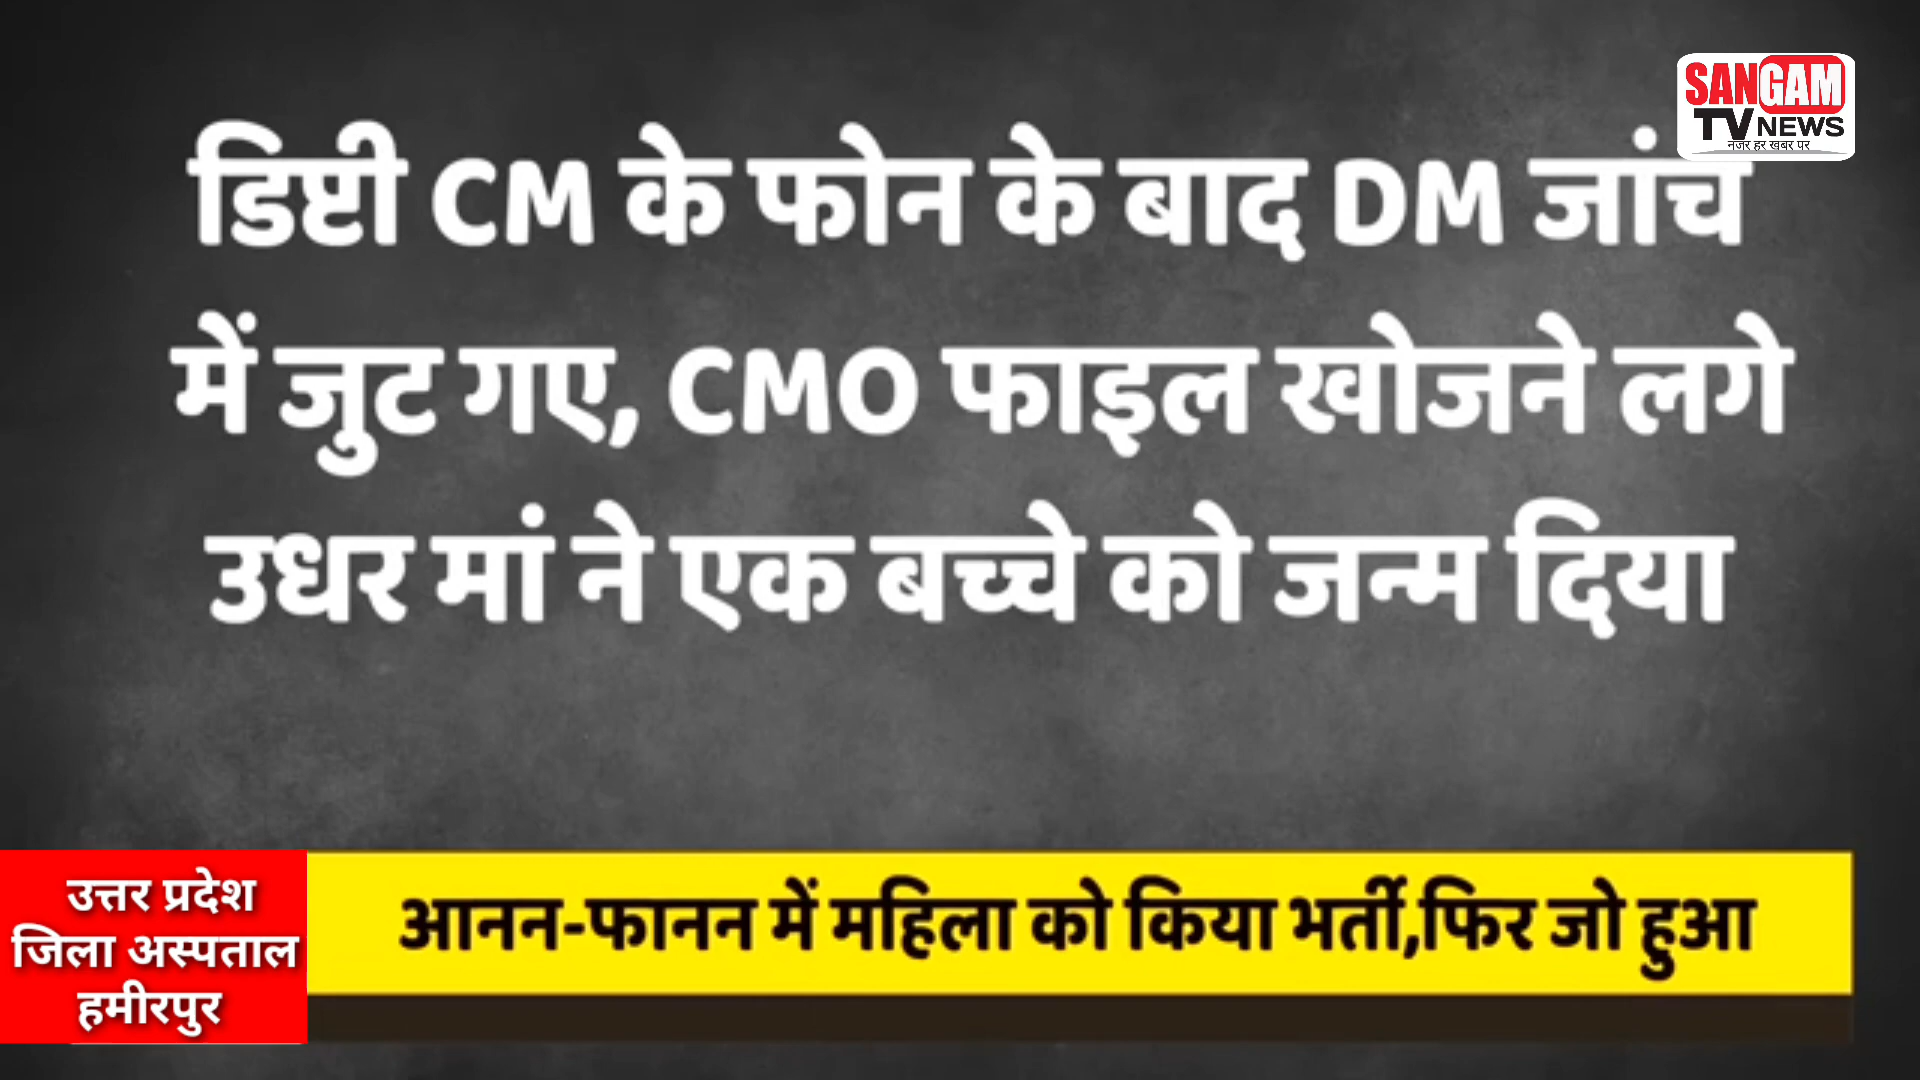 SANGAM
TV NEWS
नजर हर खबर पर
डिप्टी CM के फोन के बाद DM जांच
में जुट गए, CMO फाइल खोजने लगे
उधर मां ने एक बच्चे को जन्म दिया
उत्तर प्रदेश
जिला अस्पताल
हमीरपुर
आनन-फानन में महिला को किया भर्ती,फिर जो हुआ